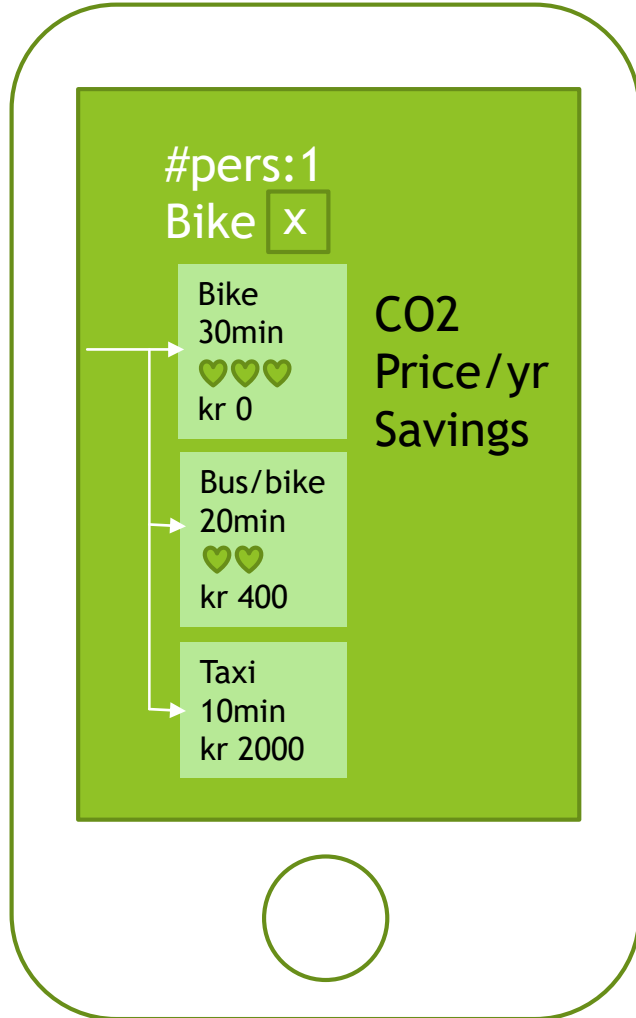 #pers:1
Bike x
Bike
30min
kr 0
Bus/bike
20min
kr 400
Taxi
10min
kr 2000
CO2
Price/yr
Savings